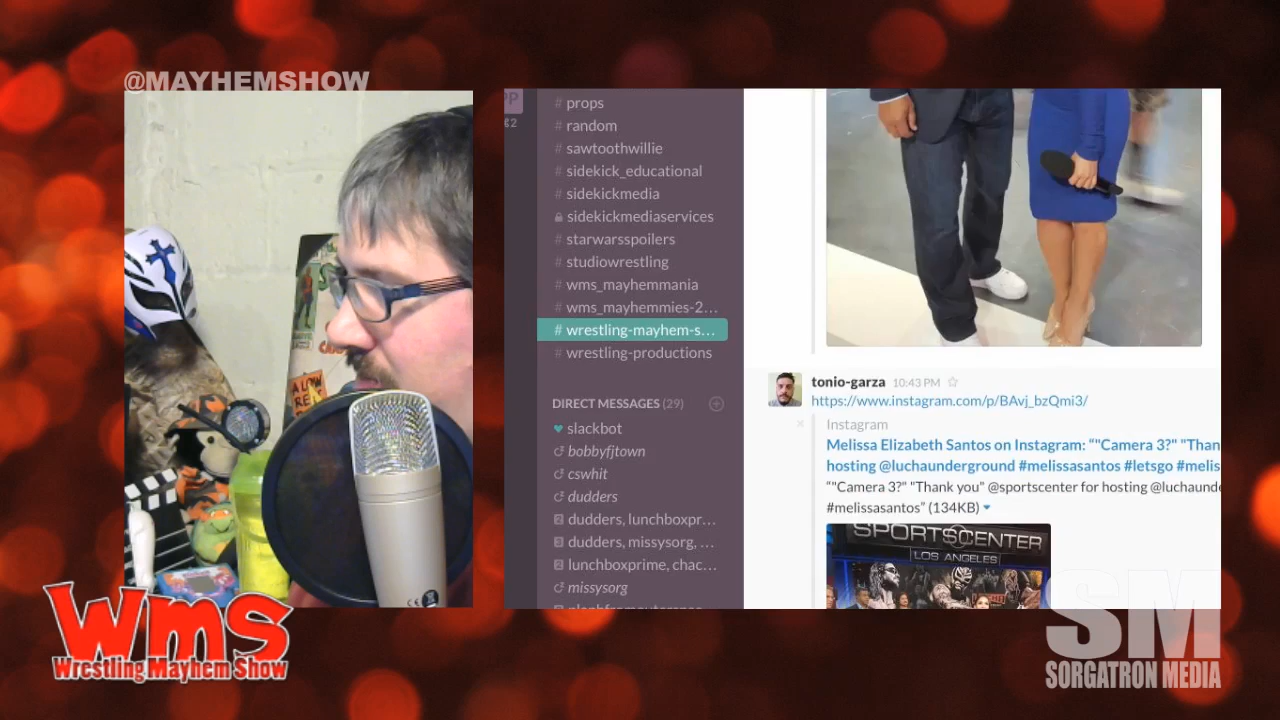 @MAYHEMSHOW
# props
# random
# sawtoothwillie
# sidekick_educational
# sidekickmedia
sidekickmediaservices
# starwarsspoilers
# studiowrestling
# wms_mayhemmania
# wms_mayhemmies-2...
# wrestling-mayhem-s...
# wrestling-productions
DIRECT MESSAGES (29)
slackbot
bobbyfjtown
cswhit
dudders
2 dudders, lunchboxpr...
2 dudders, missysorg, ...
2 lunchboxprime, chac...
missysorg
tonio-garza 10:43 PM
https://www.instagram.com/p/BAvj_bzQmi3/
Instagram
Melissa Elizabeth Santos on Instagram: "“Camera 3?" "Than
hosting @luchaunderground #melissasantos #letsgo #melis
"“Camera 3?" "Thank you" @sportscenter for hosting @luchaunde
#melissasantos” (134KB)
SPORTSCENTER
LOS ANGELES
Wms
Wrestling Mayhem Show
SM
SORGATRON MEDIA